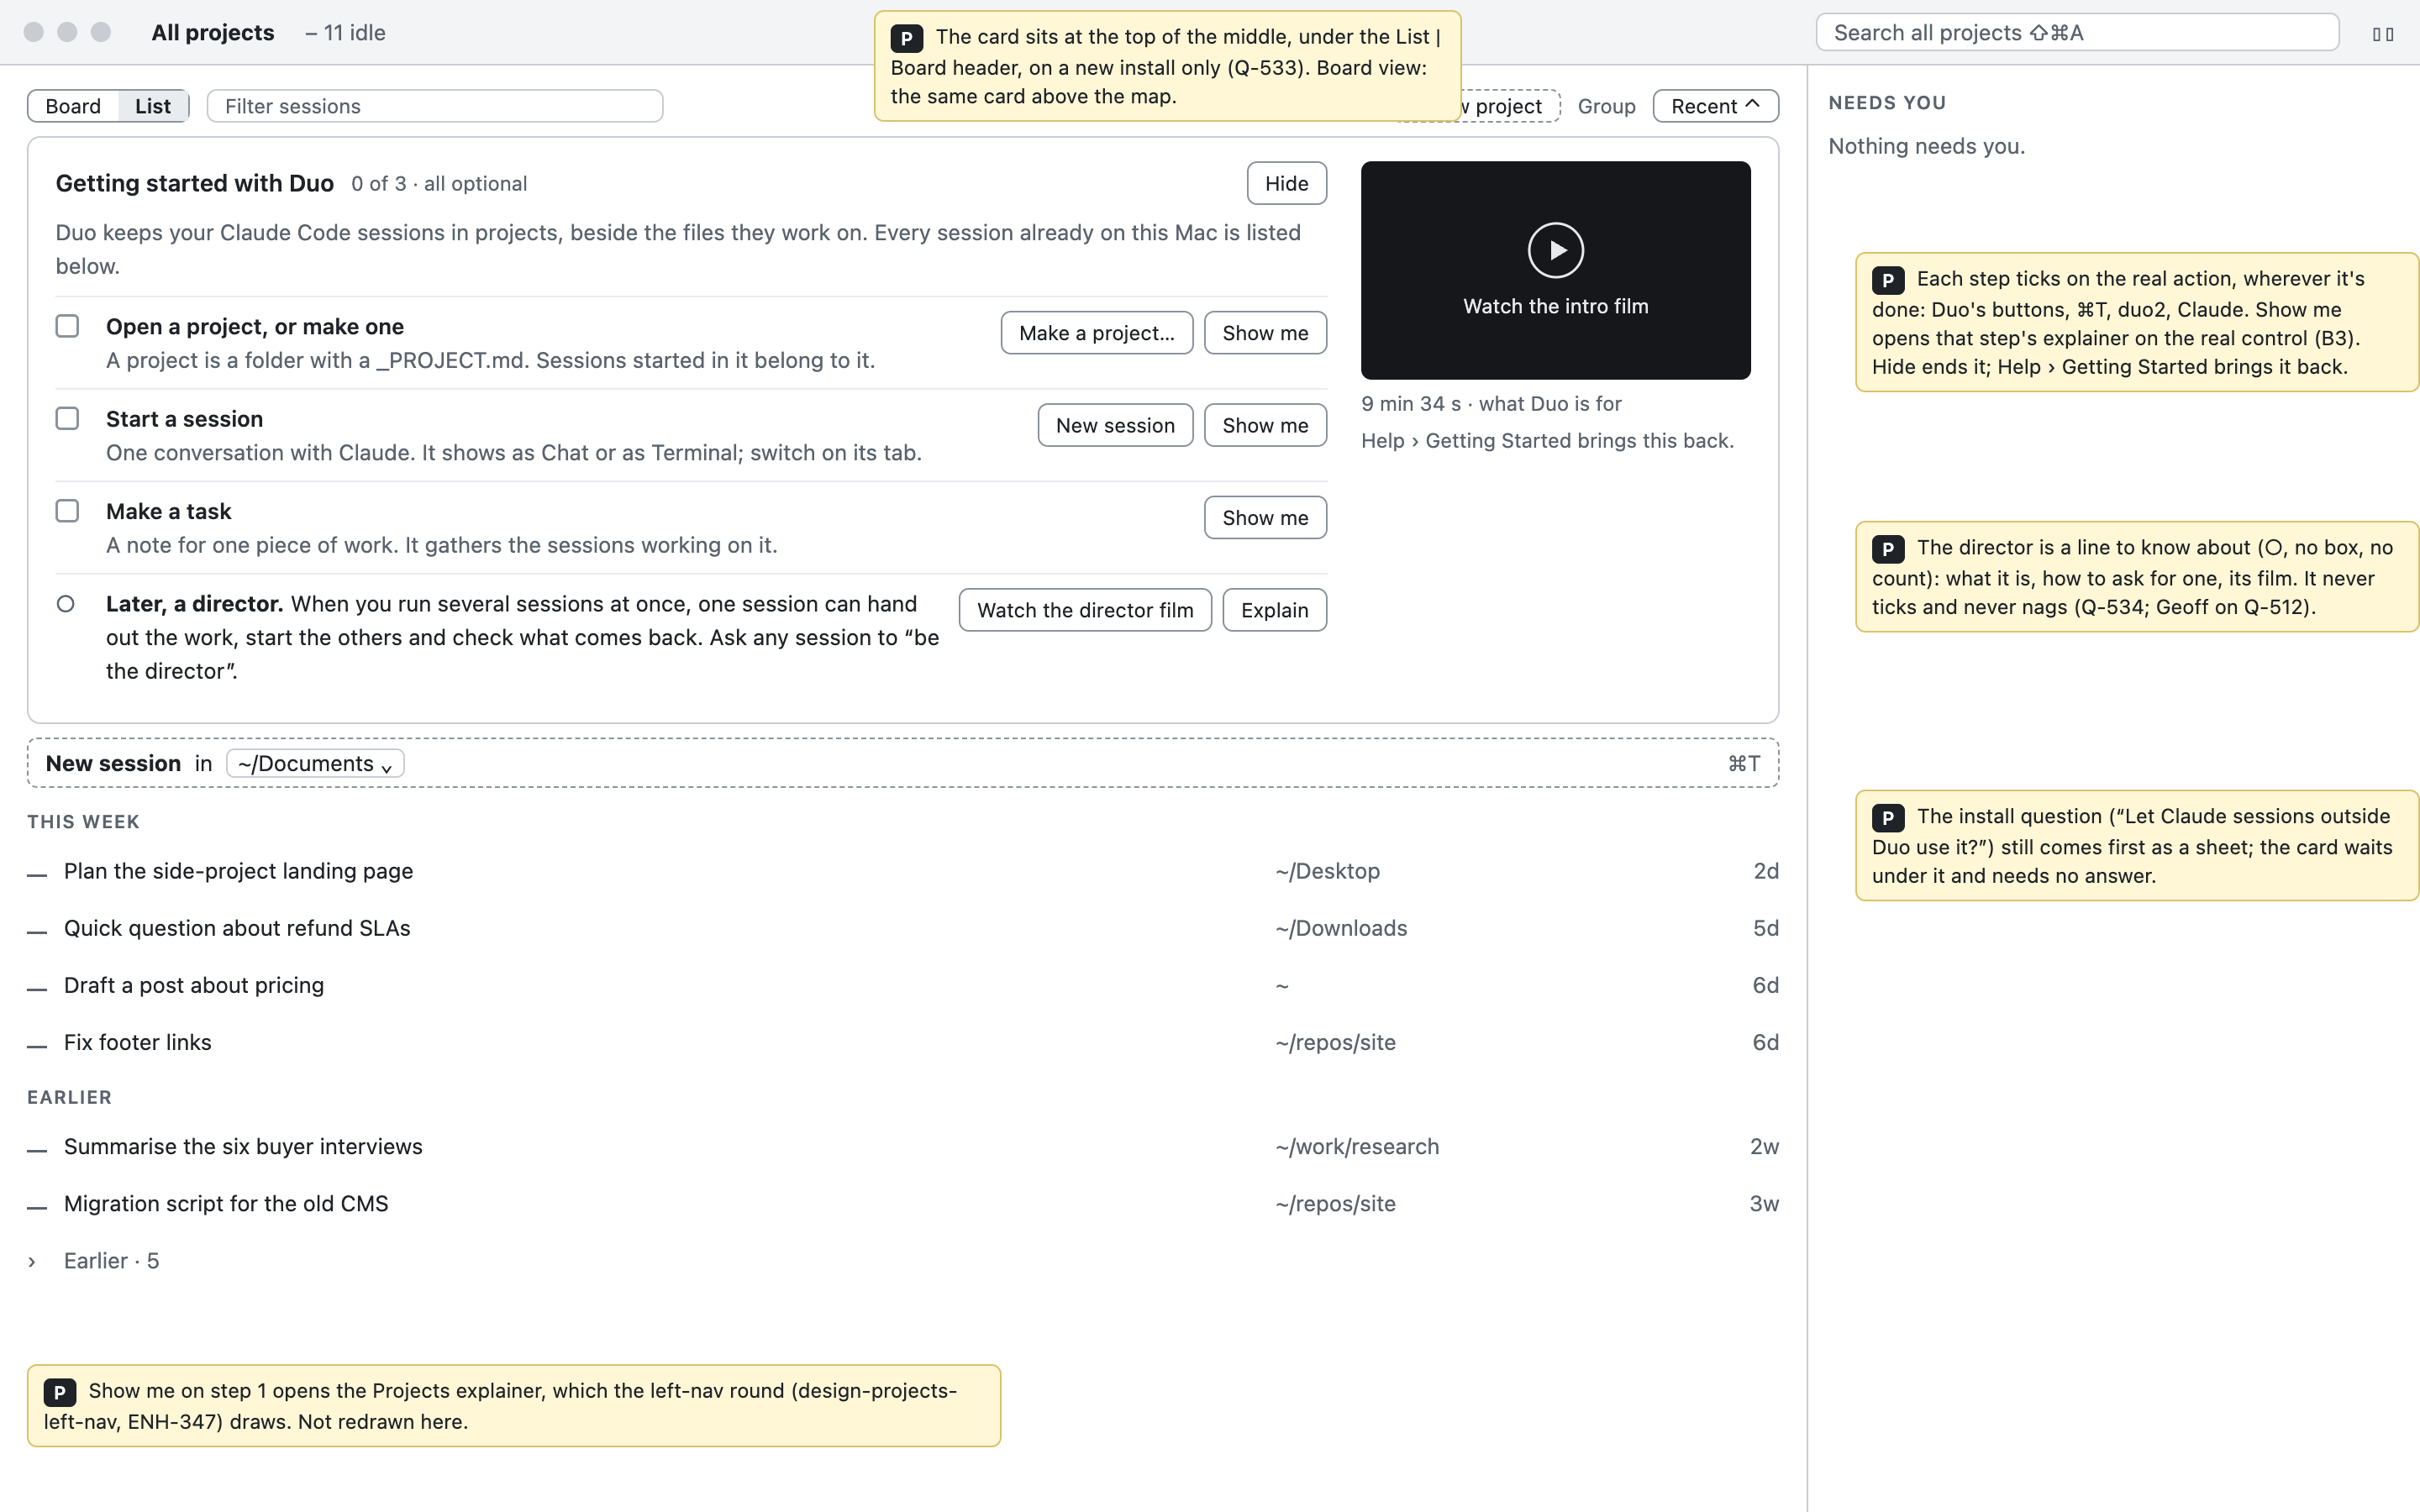 All projects – 11 idle
Search all projects ⇧⌘A
P The card sits at the top of the middle, under the List |
Board header, on a new install only (Q-533). Board view:
the same card above the map.
Board List Filter sessions
project Group Recent ^
NEEDS YOU
Nothing needs you.
Getting started with Duo 0 of 3 · all optional Hide
Duo keeps your Claude Code sessions in projects, beside the files they work on. Every session already on this Mac is listed
below.
Open a project, or make one
A project is a folder with a _PROJECT.md. Sessions started in it belong to it.
Make a project... Show me
Start a session
One conversation with Claude. It shows as Chat or as Terminal; switch on its tab.
New session Show me
Make a task
A note for one piece of work. It gathers the sessions working on it.
Show me
Later, a director. When you run several sessions at once, one session can hand
out the work, start the others and check what comes back. Ask any session to “be
the director”.
Watch the director film Explain
Watch the intro film
9 min 34 s · what Duo is for
Help › Getting Started brings this back.
P Each step ticks on the real action, wherever it's
done: Duo's buttons, ⌘T, duo2, Claude. Show me
opens that step's explainer on the real control (B3).
Hide ends it; Help › Getting Started brings it back.
P The director is a line to know about (O, no box, no
count): what it is, how to ask for one, its film. It never
ticks and never nags (Q-534; Geoff on Q-512).
P The install question (“Let Claude sessions outside
Duo use it?”) still comes first as a sheet; the card waits
under it and needs no answer.
New session in ~/Documents ⌘T
THIS WEEK
Plan the side-project landing page ~/Desktop 2d
Quick question about refund SLAs ~/Downloads 5d
Draft a post about pricing ~ 6d
Fix footer links ~/repos/site 6d
EARLIER
Summarise the six buyer interviews ~/work/research 2w
Migration script for the old CMS ~/repos/site 3w
› Earlier · 5
P Show me on step 1 opens the Projects explainer, which the left-nav round (design-projects-
left-nav, ENH-347) draws. Not redrawn here.